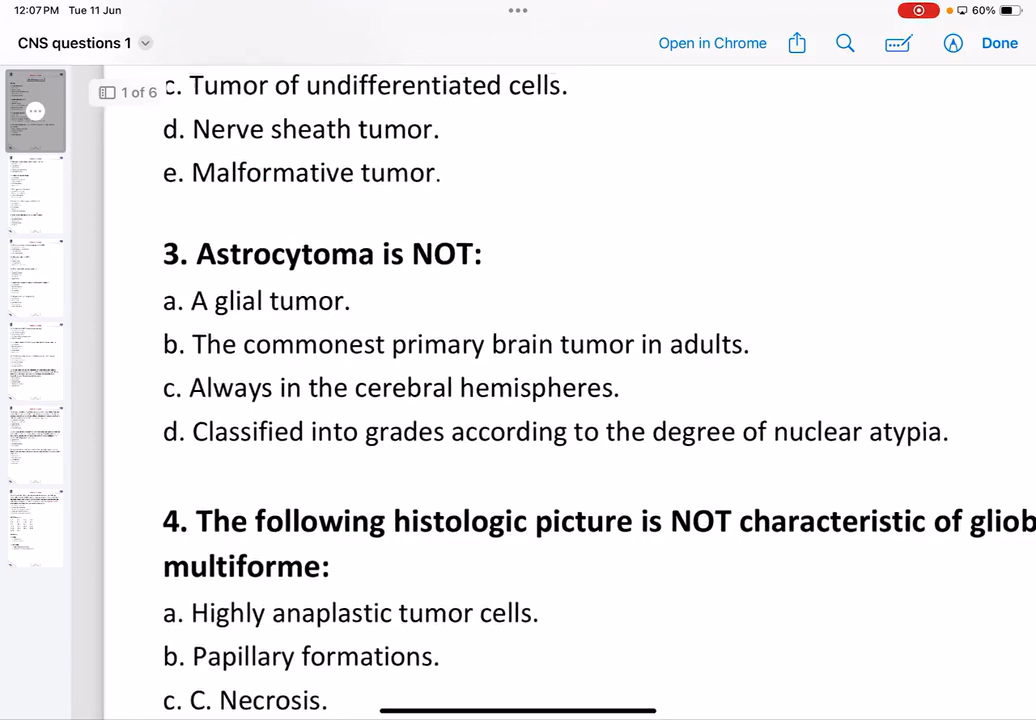 12:07 PM Tue 11 Jun
60%
CNS questions 1
Open in Chrome
Done
1 of 6
c. Tumor of undifferentiated cells.
d. Nerve sheath tumor.
e. Malformative tumor.
3. Astrocytoma is NOT:
a. A glial tumor.
b. The commonest primary brain tumor in adults.
c. Always in the cerebral hemispheres.
d. Classified into grades according to the degree of nuclear atypia.
4. The following histologic picture is NOT characteristic of gliob
multiforme:
a. Highly anaplastic tumor cells.
b. Papillary formations.
c. C. Necrosis.